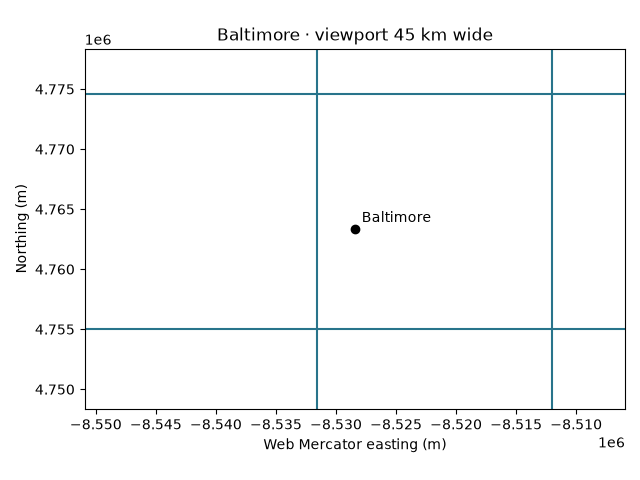 Baltimore · viewport 45 km wide
1e6
4.775
4.770
4.765
4.760
4.755
4.750
Northing (m)
Baltimore
−8.550 −8.545 −8.540 −8.535 −8.530 −8.525 −8.520 −8.515 −8.510
Web Mercator easting (m)
1e6